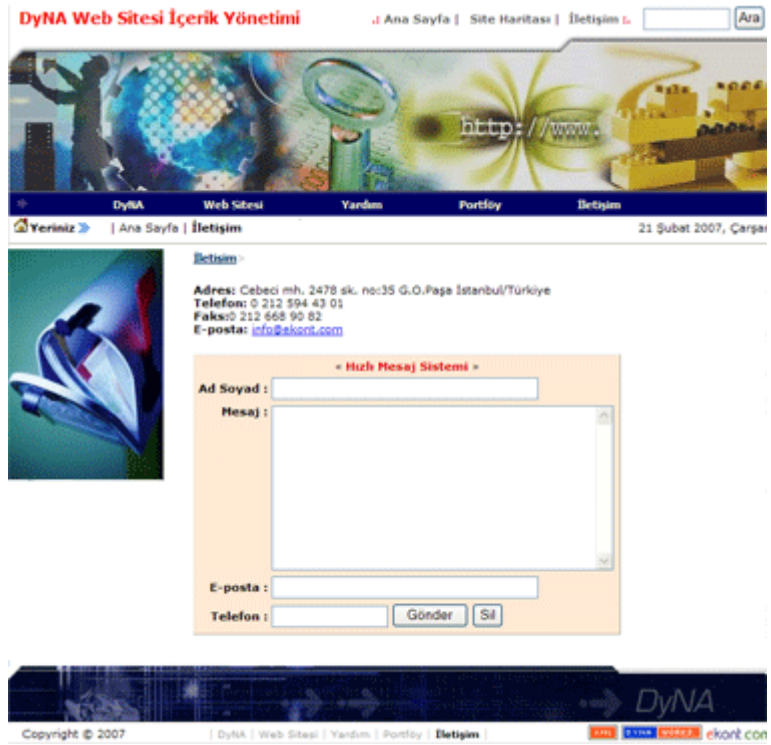 DyNA Web Sitesi İçerik Yönetimi
Ana Sayfa | Site Haritası | İletişim
Ara
http://www.
DyNA Web Sitesi Yardım Portföy İletişim
Yeriniz | Ana Sayfa | İletişim
21 Şubat 2007, Çarşa
İletisim>
Adres: Cebeci mh. 2478 sk. no:35 G.O.Paşa İstanbul/Türkiye
Telefon: 0 212 594 43 01
Faks:0 212 668 90 82
E-posta: info@ekont.com
« Hızlı Mesaj Sistemi »
Ad Soyad :
Mesaj :
E-posta :
Telefon :
Gönder Sil
DyNA
Copyright © 2007 | DyNA | Web Sitesi | Yardım | Portföy | İletişim |
ekont.com